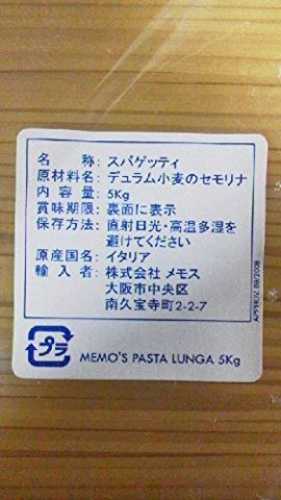 名 称:スパゲッティ
原材料名:デュラム小麦のセモリナ
内 容 量:5Kg
賞味期限:裏面に表示
保存方法:直射日光・高温多湿を
避けてください
原産国名:イタリア
輸 入 者:株式会社 メモス
大阪市中央区
南久宝寺町2-2-7
プラ
MEMO'S PASTA LUNGA 5Kg